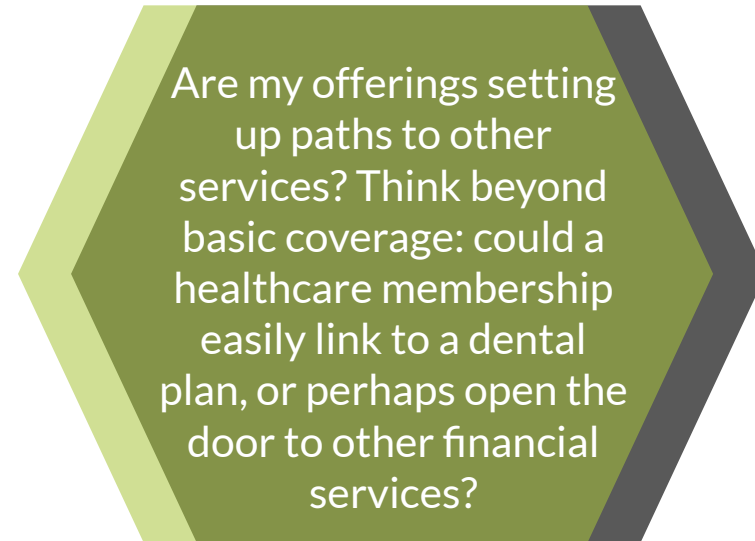 Are my offerings setting
up paths to other
services? Think beyond
basic coverage: could a
healthcare membership
easily link to a dental
plan, or perhaps open the
door to other financial
services?